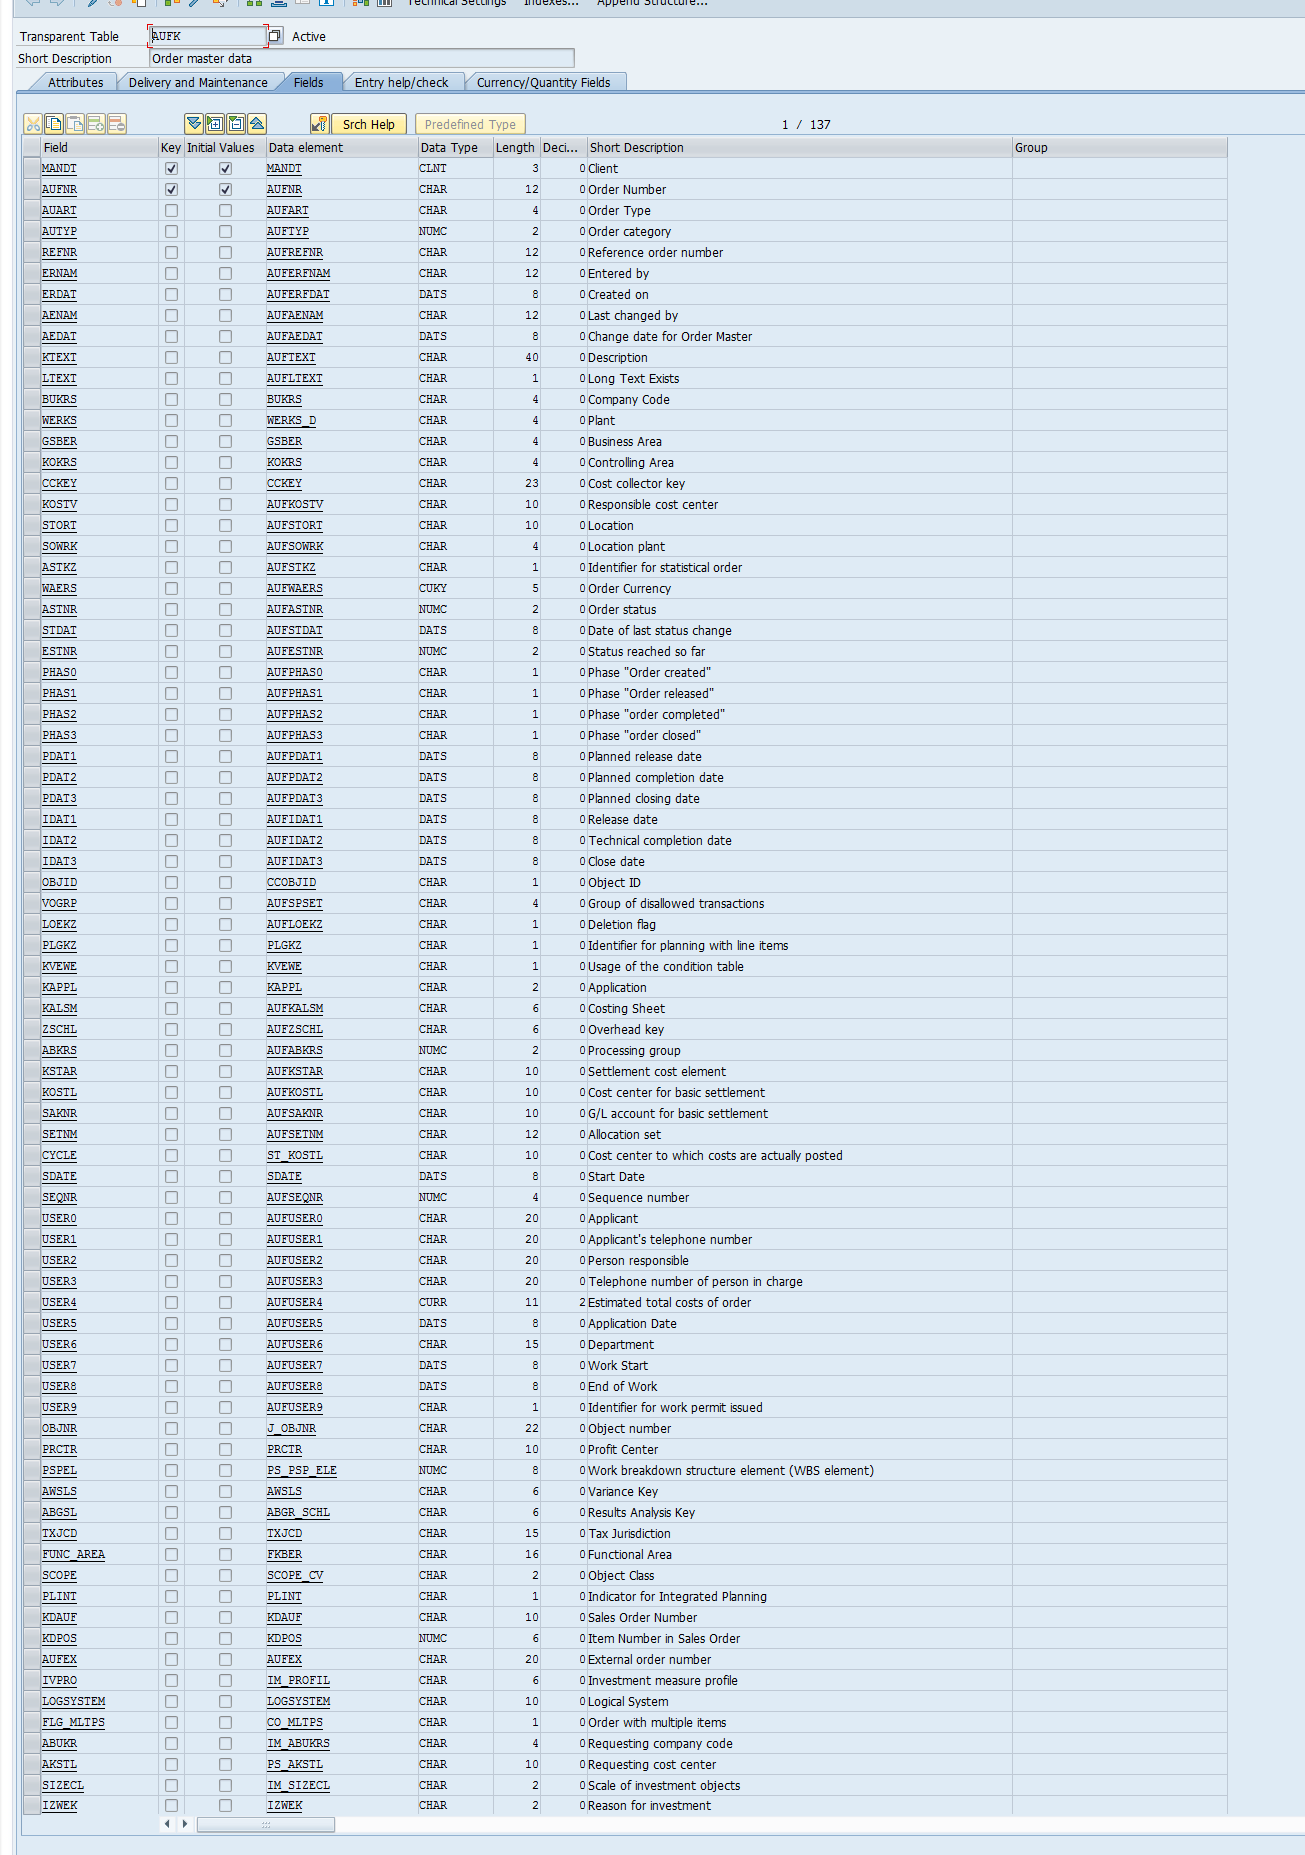 Technical Settings Indexes... Append Structure...
Transparent Table AUFK Active
Short Description Order master data
Attributes Delivery and Maintenance Fields Entry help/check Currency/Quantity Fields
Srch Help Predefined Type 1 / 137
Field Key Initial Values Data element Data Type Length Deci... Short Description Group
MANDT MANDT CLNT 3 0 Client
AUFNR AUFNR CHAR 12 0 Order Number
AUART AUFART CHAR 4 0 Order Type
AUTYP AUFTYP NUMC 2 0 Order category
REFNR AUFREFNR CHAR 12 0 Reference order number
ERNAM AUFERFNAM CHAR 12 0 Entered by
ERDAT AUFERFDAT DATS 8 0 Created on
AENAM AUFAENAM CHAR 12 0 Last changed by
AEDAT AUFAEDAT DATS 8 0 Change date for Order Master
KTEXT AUFTEXT CHAR 40 0 Description
LTEXT AUFLTEXT CHAR 1 0 Long Text Exists
BUKRS BUKRS CHAR 4 0 Company Code
WERKS WERKS_D CHAR 4 0 Plant
GSBER GSBER CHAR 4 0 Business Area
KOKRS KOKRS CHAR 4 0 Controlling Area
CCKEY CCKEY CHAR 23 0 Cost collector key
KOSTV AUFKOSTV CHAR 10 0 Responsible cost center
STORT AUFSTORT CHAR 10 0 Location
SOWRK AUFSOWRK CHAR 4 0 Location plant
ASTKZ AUFSTKZ CHAR 1 0 Identifier for statistical order
WAERS AUFWAERS CUKY 5 0 Order Currency
ASTNR AUFASTNR NUMC 2 0 Order status
STDAT AUFSTDAT DATS 8 0 Date of last status change
ESTNR AUFESTNR NUMC 2 0 Status reached so far
PHAS0 AUFPHAS0 CHAR 1 0 Phase "Order created"
PHAS1 AUFPHAS1 CHAR 1 0 Phase "Order released"
PHAS2 AUFPHAS2 CHAR 1 0 Phase "order completed"
PHAS3 AUFPHAS3 CHAR 1 0 Phase "order closed"
PDAT1 AUFPDAT1 DATS 8 0 Planned release date
PDAT2 AUFPDAT2 DATS 8 0 Planned completion date
PDAT3 AUFPDAT3 DATS 8 0 Planned closing date
IDAT1 AUFIDAT1 DATS 8 0 Release date
IDAT2 AUFIDAT2 DATS 8 0 Technical completion date
IDAT3 AUFIDAT3 DATS 8 0 Close date
OBJID CCOBJID CHAR 1 0 Object ID
VOGRP AUFSPSET CHAR 4 0 Group of disallowed transactions
LOEKZ AUFLOEKZ CHAR 1 0 Deletion flag
PLGKZ PLGKZ CHAR 1 0 Identifier for planning with line items
KVEWE KVEWE CHAR 1 0 Usage of the condition table
KAPPL KAPPL CHAR 2 0 Application
KALSM AUFKALSM CHAR 6 0 Costing Sheet
ZSCHL AUFZSCHL CHAR 6 0 Overhead key
ABKRS AUFABKRS NUMC 2 0 Processing group
KSTAR AUFKSTAR CHAR 10 0 Settlement cost element
KOSTL AUFKOSTL CHAR 10 0 Cost center for basic settlement
SAKNR AUFSAKNR CHAR 10 0 G/L account for basic settlement
SETNM AUFSETNM CHAR 12 0 Allocation set
CYCLE ST_KOSTL CHAR 10 0 Cost center to which costs are actually posted
SDATE SDATE DATS 8 0 Start Date
SEQNR AUFSEQNR NUMC 4 0 Sequence number
USER0 AUFUSER0 CHAR 20 0 Applicant
USER1 AUFUSER1 CHAR 20 0 Applicant's telephone number
USER2 AUFUSER2 CHAR 20 0 Person responsible
USER3 AUFUSER3 CHAR 20 0 Telephone number of person in charge
USER4 AUFUSER4 CURR 11 2 Estimated total costs of order
USER5 AUFUSER5 DATS 8 0 Application Date
USER6 AUFUSER6 CHAR 15 0 Department
USER7 AUFUSER7 DATS 8 0 Work Start
USER8 AUFUSER8 DATS 8 0 End of Work
USER9 AUFUSER9 CHAR 1 0 Identifier for work permit issued
OBJNR J_OBJNR CHAR 22 0 Object number
PRCTR PRCTR CHAR 10 0 Profit Center
PSPEL PS_PSP_ELE NUMC 8 0 Work breakdown structure element (WBS element)
AWSLS AWSLS CHAR 6 0 Variance Key
ABGSL ABGR_SCHL CHAR 6 0 Results Analysis Key
TXJCD TXJCD CHAR 15 0 Tax Jurisdiction
FUNC_AREA FKBER CHAR 16 0 Functional Area
SCOPE SCOPE_CV CHAR 2 0 Object Class
PLINT PLINT CHAR 1 0 Indicator for Integrated Planning
KDAUF KDAUF CHAR 10 0 Sales Order Number
KDPOS KDPOS NUMC 6 0 Item Number in Sales Order
AUFEX AUFEX CHAR 20 0 External order number
IVPRO IM_PROFIL CHAR 6 0 Investment measure profile
LOGSYSTEM LOGSYSTEM CHAR 10 0 Logical System
FLG_MLTPS CO_MLTPS CHAR 1 0 Order with multiple items
ABUKR IM_ABUKRS CHAR 4 0 Requesting company code
AKSTL PS_AKSTL CHAR 10 0 Requesting cost center
SIZECL IM_SIZECL CHAR 2 0 Scale of investment objects
IZWEK IZWEK CHAR 2 0 Reason for investment